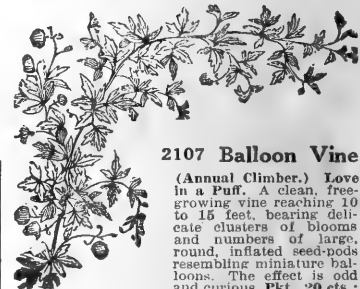 2107 Balloon Vine
(Annual Climber.) Love
in a Puff. A clean, free-
growing vine reaching 10
to 15 feet, bearing deli-
cate clusters of blooms
and numbers of large,
round, inflated seed-pods
resembling miniature bal-
loons. The effect is odd
and curious. Pkt., 20 cts.